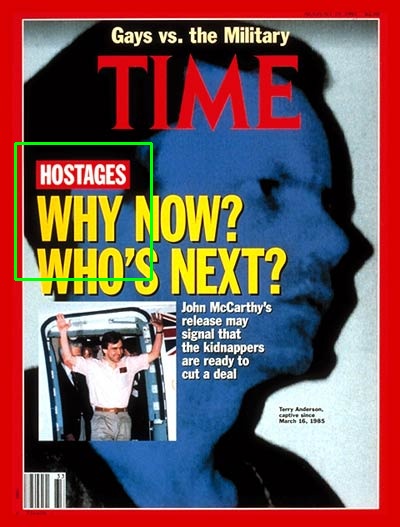 Gays vs. the Military
TIME
HOSTAGES
WHY NOW?
WHO'S NEXT?
John McCarthy's
release may
signal that
the kidnappers
are ready to
cut a deal
Terry Anderson,
captive since
March 16, 1985
33